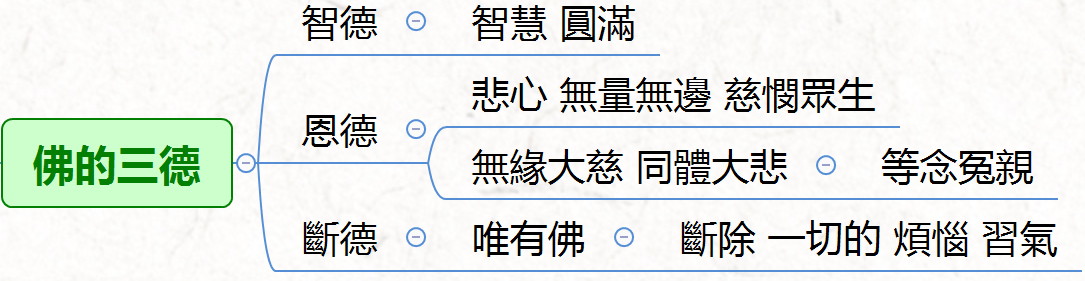 智德 智慧 圓滿
悲心 無量無邊 慈憫眾生
恩德
佛的三德
無緣大慈 同體大悲 等念冤親
斷德 唯有佛 斷除 一切的 煩惱 習氣